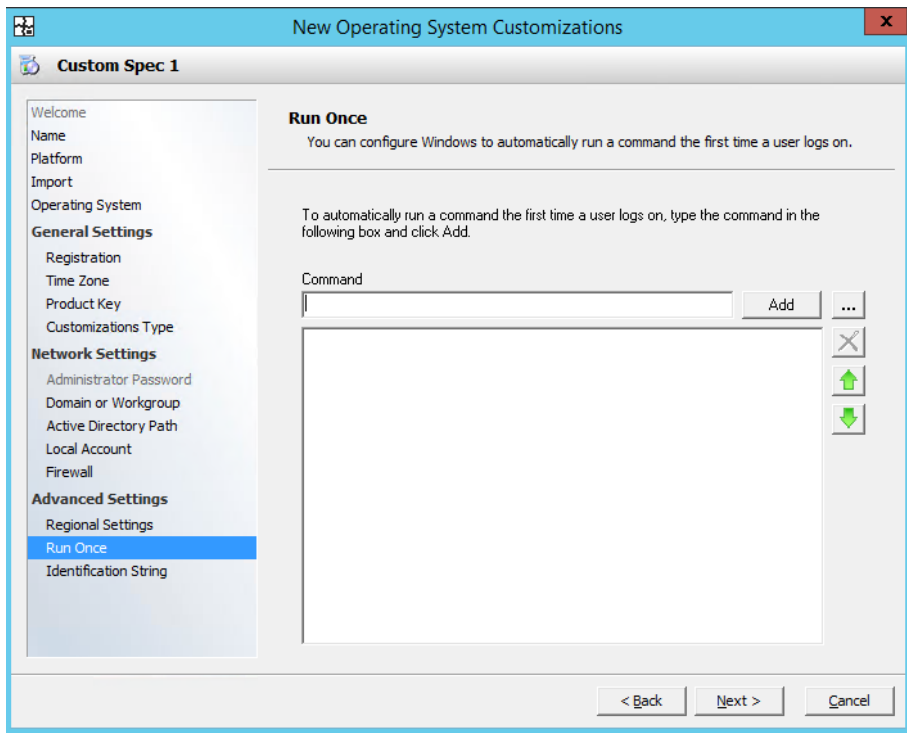 New Operating System Customizations
x
Custom Spec 1
Welcome
Name
Platform
Import
Operating System
General Settings
Registration
Time Zone
Product Key
Customizations Type
Network Settings
Administrator Password
Domain or Workgroup
Active Directory Path
Local Account
Firewall
Advanced Settings
Regional Settings
Run Once
Identification String
Run Once
You can configure Windows to automatically run a command the first time a user logs on.
To automatically run a command the first time a user logs on, type the command in the
following box and click Add.
Command
Add
...
< Back
Next >
Cancel